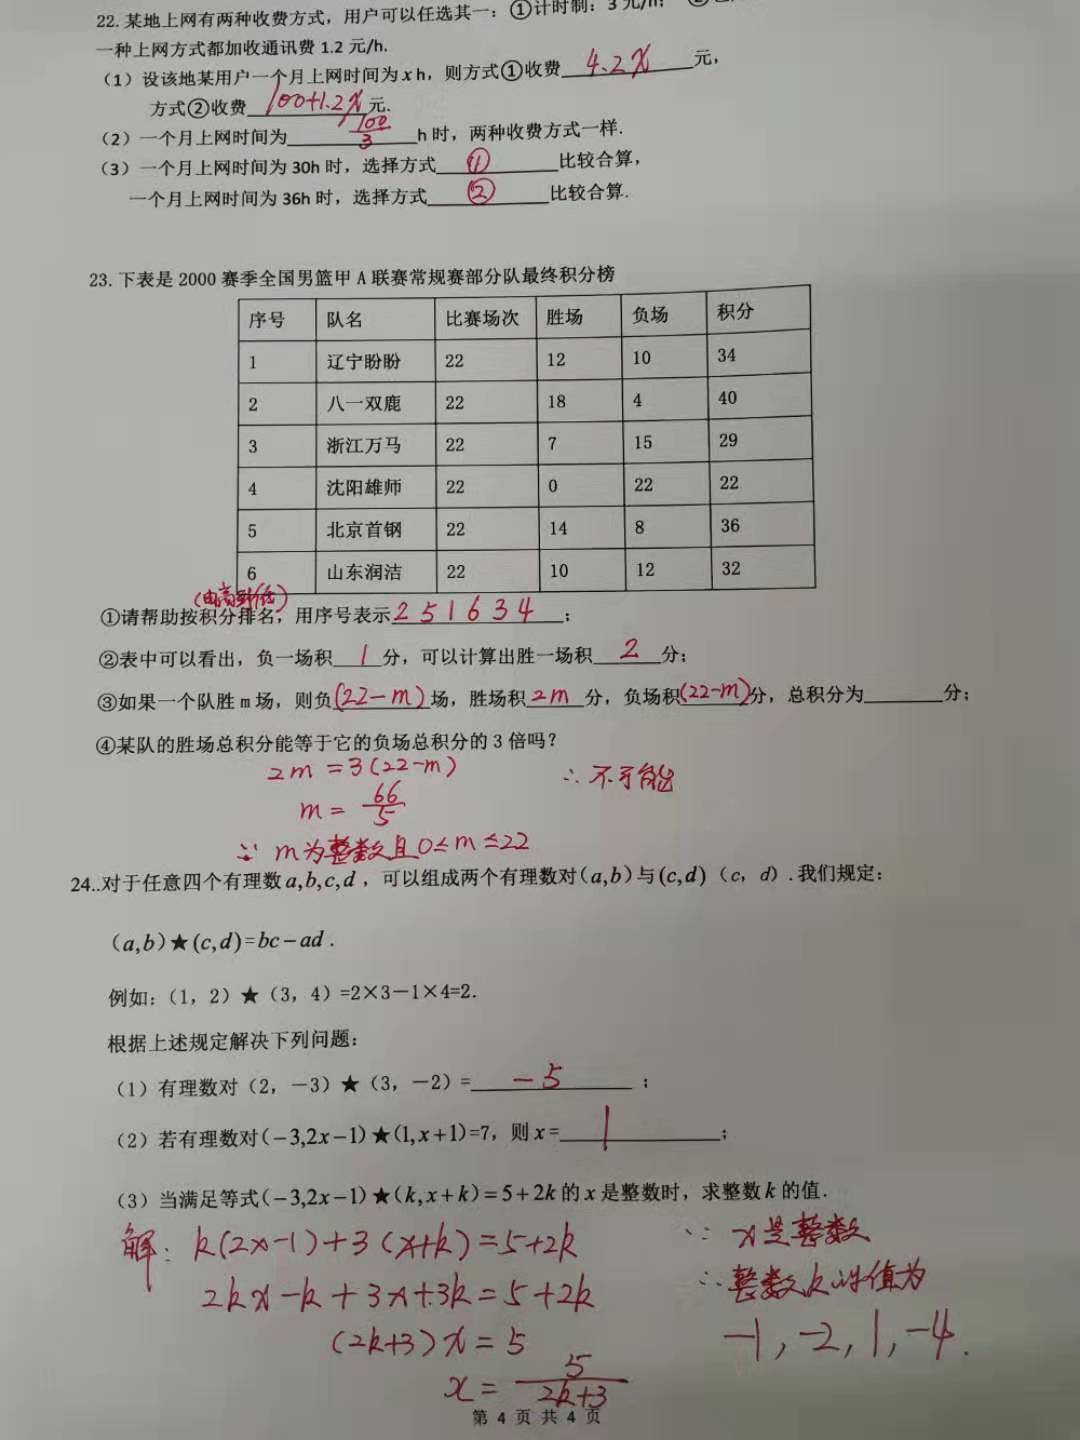 22. 某地上网有两种收费方式，用户可以任选其一：①计时制：3 元/h；
一种上网方式都加收通讯费 1.2 元/h.
（1）设该地某用户一个月上网时间为 x h，则方式①收费 4.2x 元，
方式②收费 100+1.2x 元.
（2）一个月上网时间为 100/3 h 时，两种收费方式一样.
（3）一个月上网时间为 30h 时，选择方式 ① 比较合算，
一个月上网时间为 36h 时，选择方式 ② 比较合算.
23. 下表是 2000 赛季全国男篮甲 A 联赛常规赛部分队最终积分榜
序号 队名 比赛场次 胜场 负场 积分
1 辽宁盼盼 22 12 10 34
2 八一双鹿 22 18 4 40
3 浙江万马 22 7 15 29
4 沈阳雄师 22 0 22 22
5 北京首钢 22 14 8 36
6 山东润洁 22 10 12 32
（由高到低）
①请帮助按积分排名，用序号表示 2 5 1 6 3 4 ；
②表中可以看出，负一场积 1 分，可以计算出胜一场积 2 分；
③如果一个队胜 m 场，则负 (22-m) 场，胜场积 2m 分，负场积 (22-m) 分，总积分为______分；
④某队的胜场总积分能等于它的负场总积分的 3 倍吗？
2m =3(22-m) ∴ 不可能
m = 66/5
∵ m为整数且0≤m≤22
24..对于任意四个有理数 a,b,c,d ，可以组成两个有理数对(a,b)与(c,d)（c，d）.我们规定：
（a,b）★(c,d)=bc−ad .
例如:（1，2）★（3，4）=2×3－1×4=2.
根据上述规定解决下列问题：
（1）有理数对（2，－3）★（3，－2）= -5 ；
（2）若有理数对(−3,2x−1)★(1,x+1)=7，则 x= 1 ；
（3）当满足等式(−3,2x−1)★(k,x+k)=5+2k 的 x 是整数时，求整数 k 的值.
解: k(2x-1)+3(x+k)=5+2k ∵ x是整数
2kx-k+3x+3k=5+2k ∴ 整数k的值为
(2k+3)x=5 -1,-2,1,-4.
x= 5/2k+3
第 4 页 共 4 页